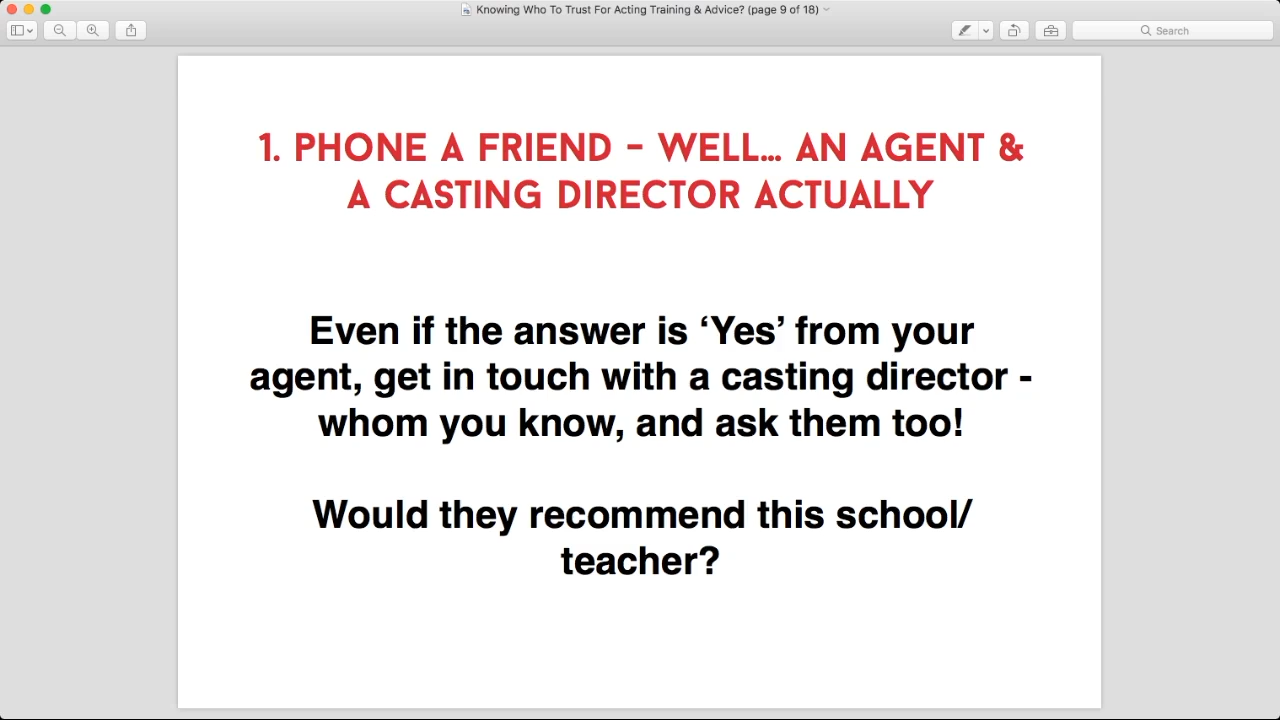 Knowing Who To Trust For Acting Training & Advice? (page 9 of 18)
Search
1. PHONE A FRIEND - WELL... AN AGENT &
A CASTING DIRECTOR ACTUALLY
Even if the answer is ‘Yes’ from your
agent, get in touch with a casting director -
whom you know, and ask them too!
Would they recommend this school/
teacher?